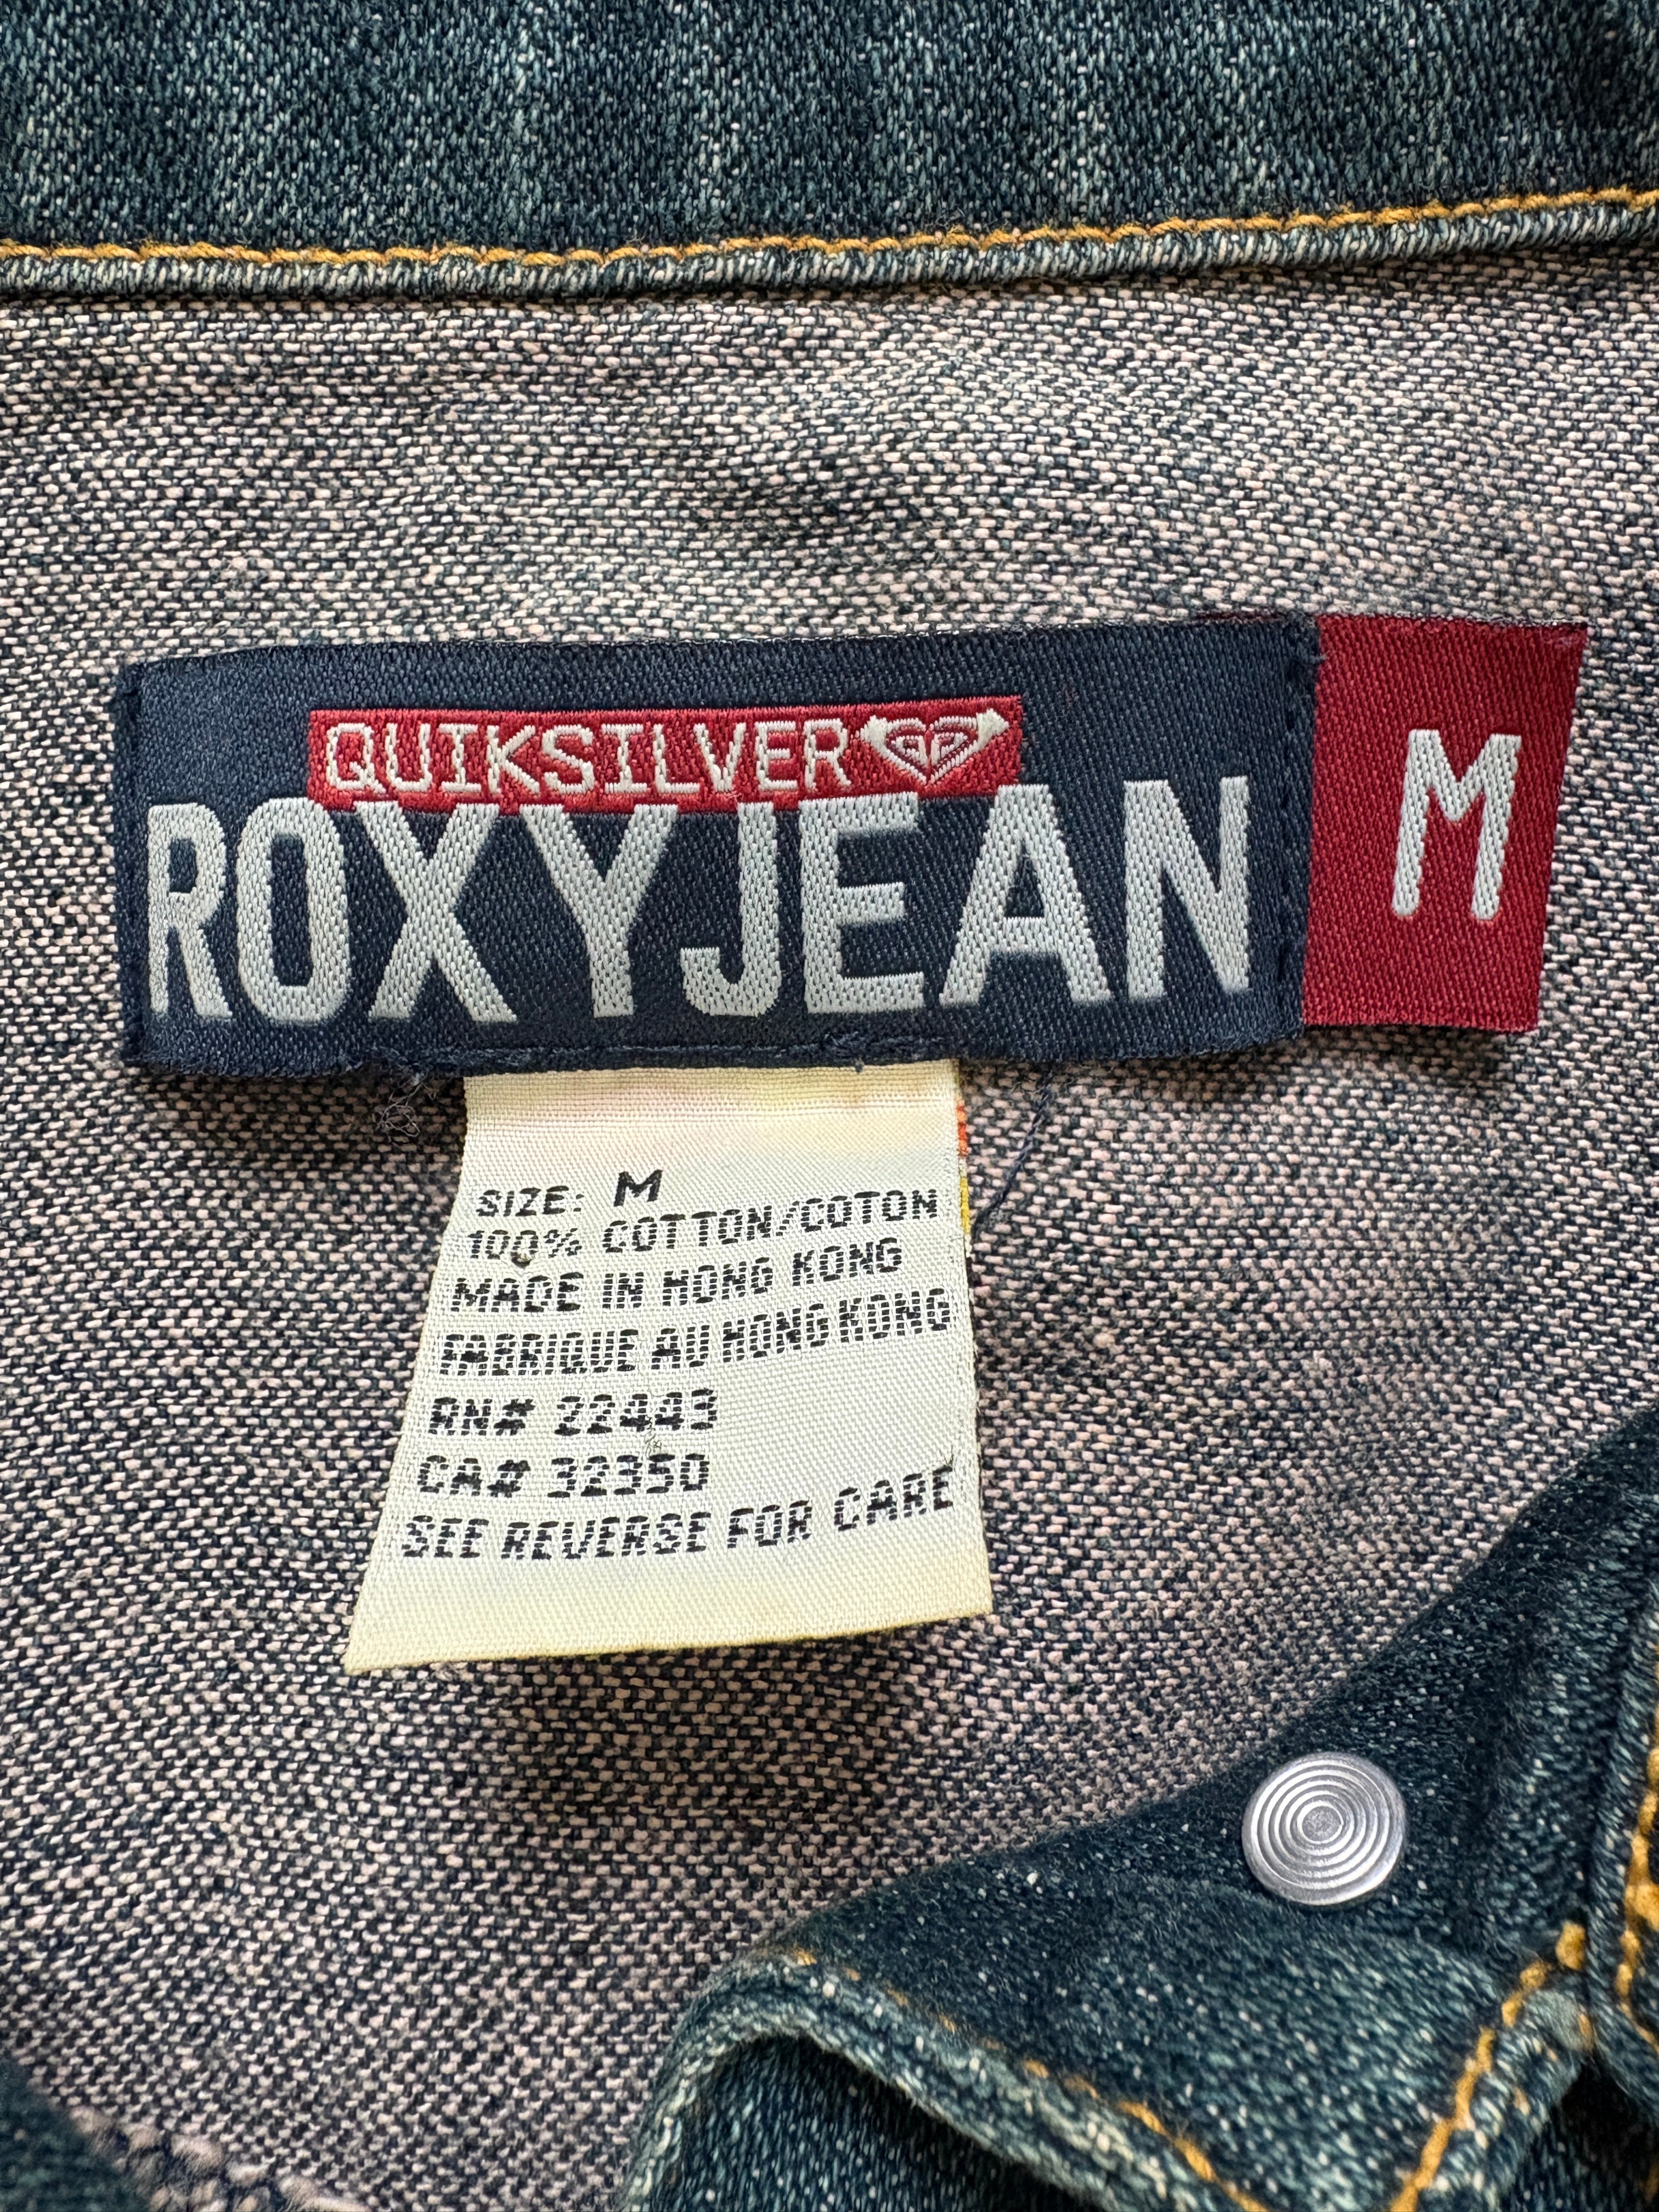 QUIKSILVER
ROXYJEAN
M
SIZE: M
100% COTTON/COTON
MADE IN HONG KONG
FABRIQUE AU HONG KONG
RN# 22443
CA# 32350
SEE REVERSE FOR CARE